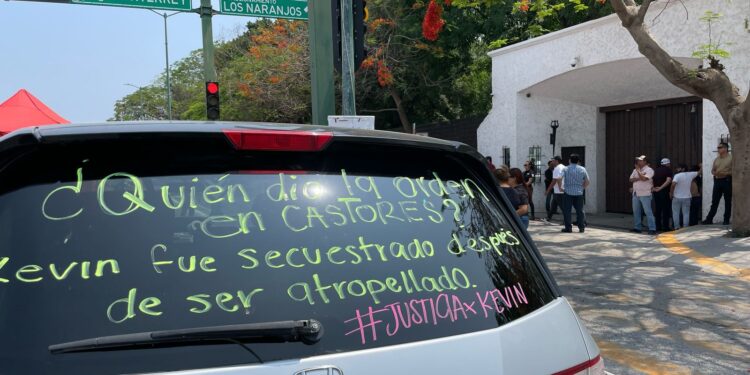 LOS NARANJOS
¿Quién dio la orden
en CASTORES?
Kevin fue secuestrado después
de ser atropellado.
#JUSTICIAxKEVIN